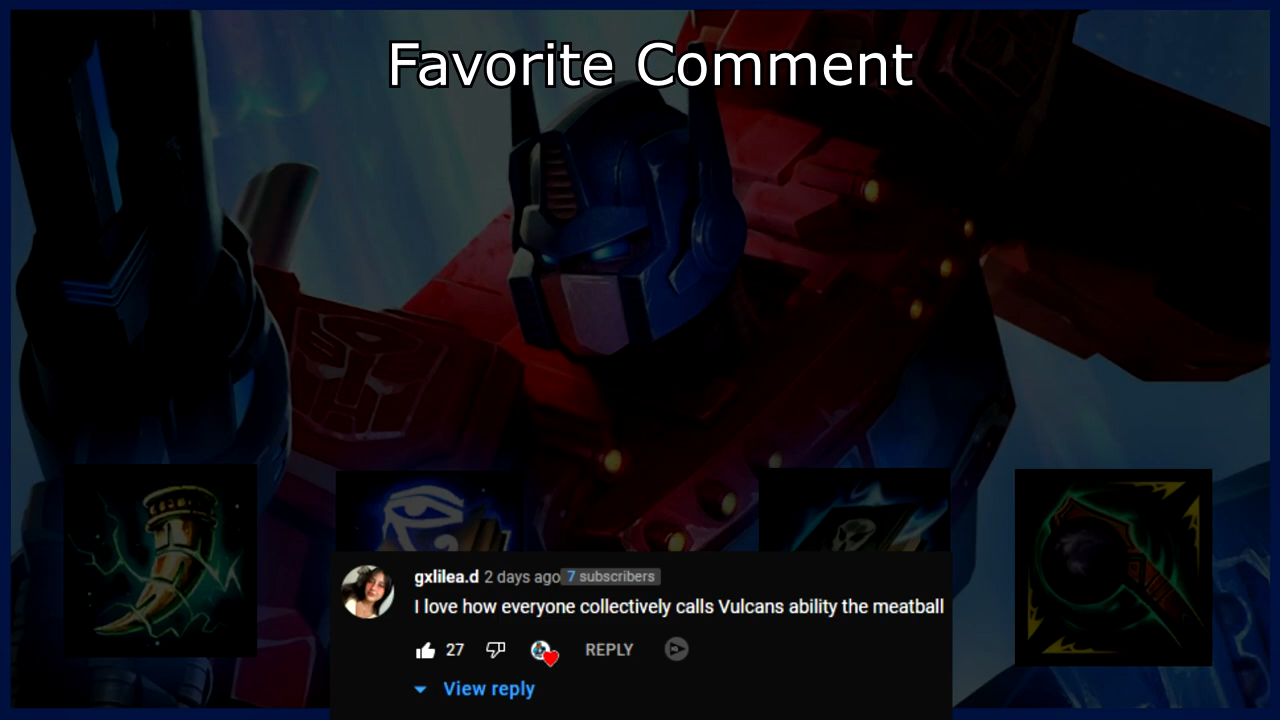 Favorite Comment
gxlilea.d 2 days ago 7 subscribers
I love how everyone collectively calls Vulcans ability the meatball
27 REPLY
View reply